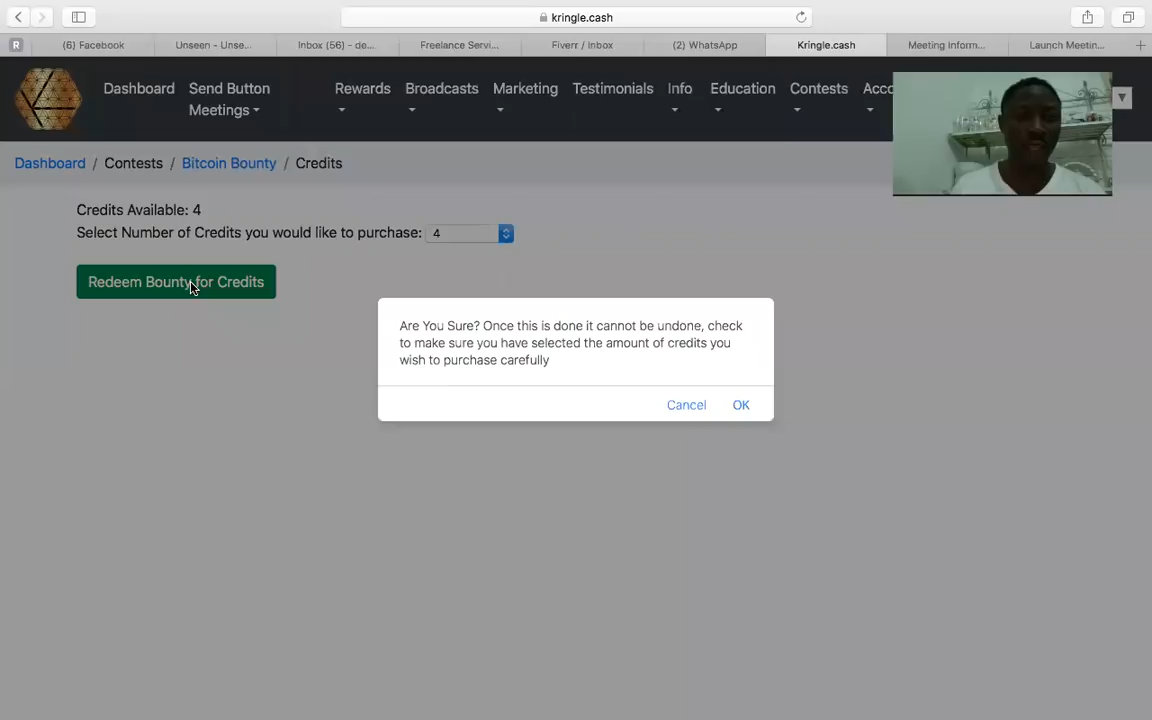 kringle.cash
R
(6) Facebook
Unseen - Unse...
Inbox (56) - de...
Freelance Servi...
Fiverr / Inbox
(2) WhatsApp
Kringle.cash
Meeting Inform...
Launch Meetin...
Dashboard
Send Button
Meetings
Rewards
Broadcasts
Marketing
Testimonials
Info
Education
Contests
Acco
Dashboard / Contests / Bitcoin Bounty / Credits
Credits Available: 4
Select Number of Credits you would like to purchase: 4
Redeem Bounty for Credits
Are You Sure? Once this is done it cannot be undone, check
to make sure you have selected the amount of credits you
wish to purchase carefully
Cancel
OK